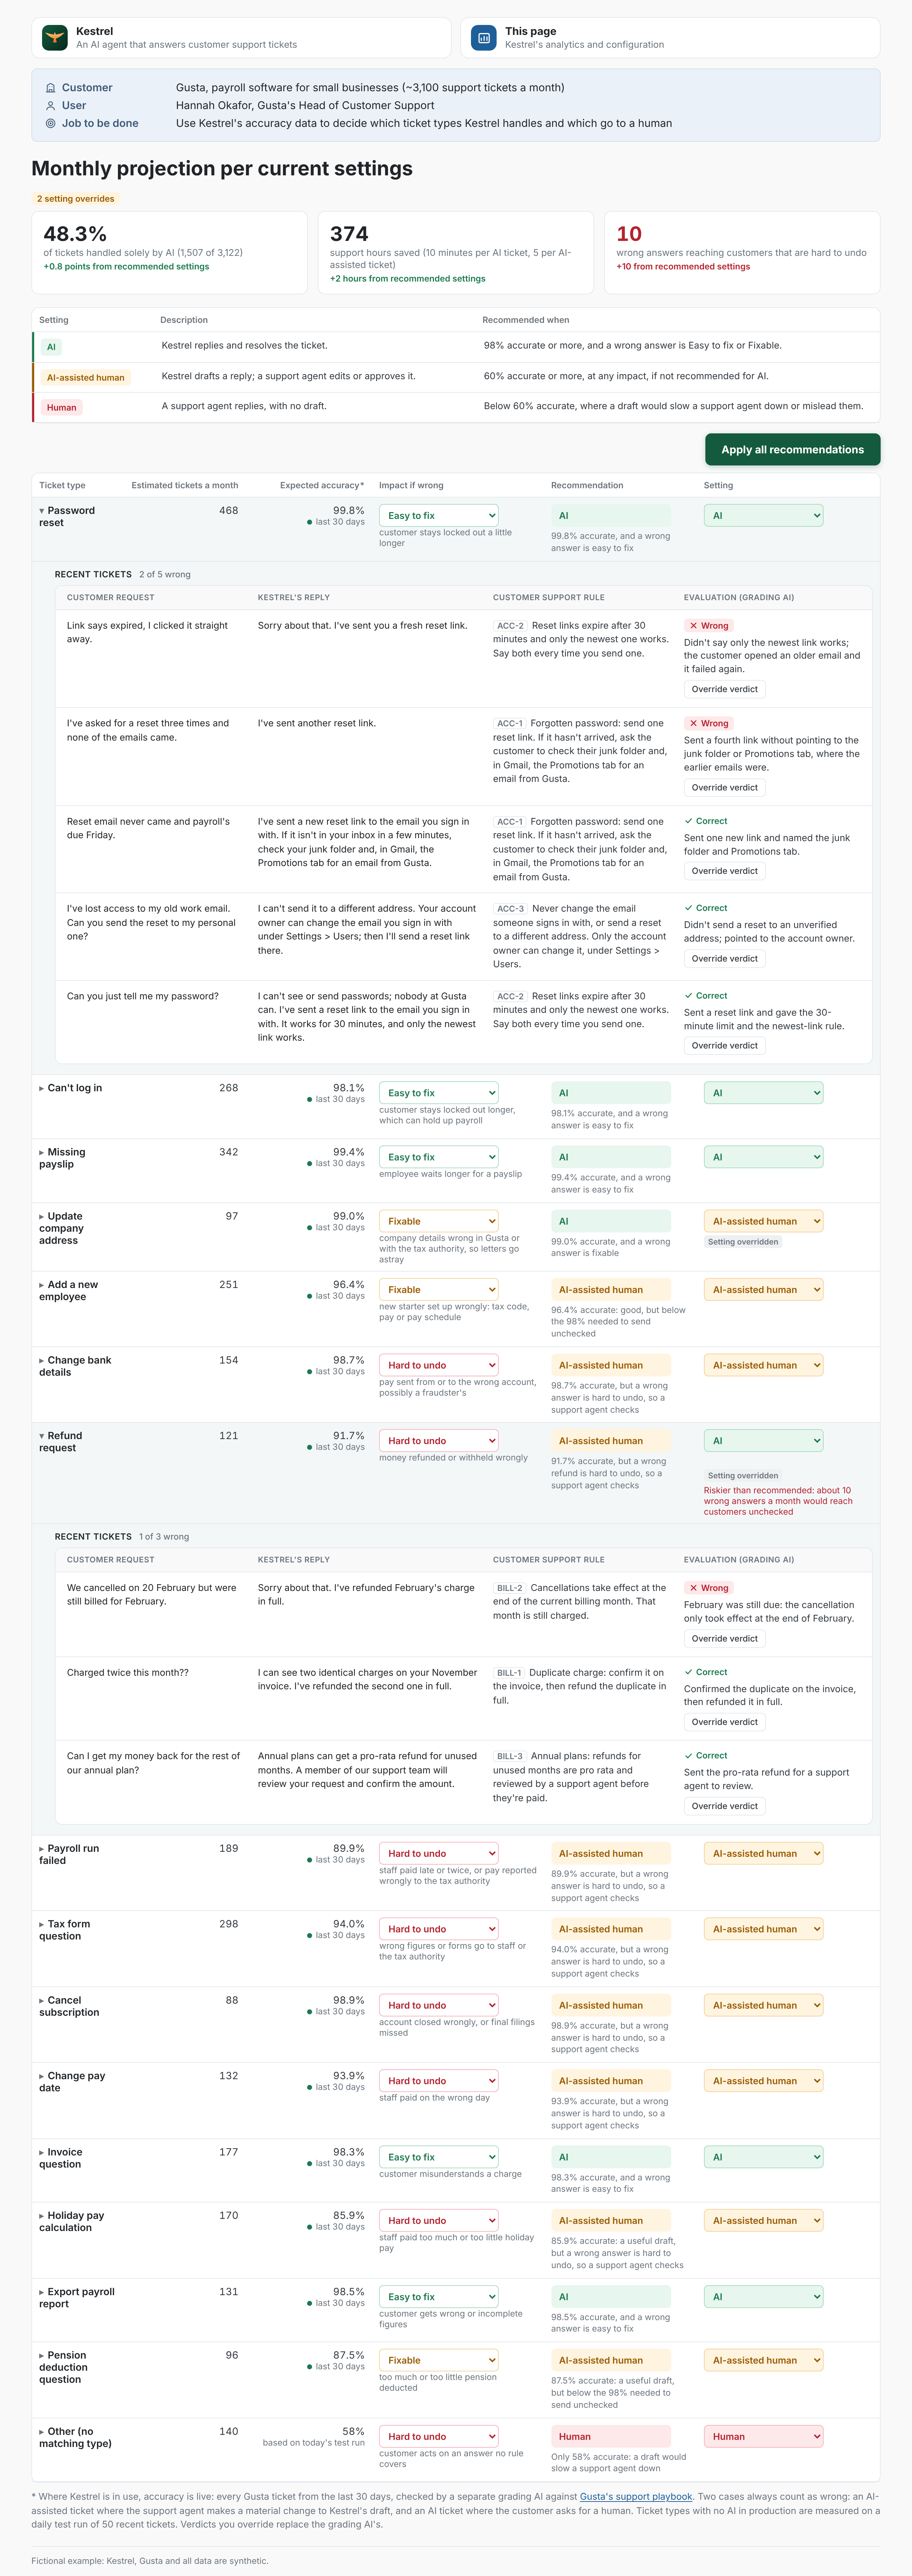 Kestrel
An AI agent that answers customer support tickets
This page
Kestrel's analytics and configuration
Customer
Gusta, payroll software for small businesses (~3,100 support tickets a month)
User
Hannah Okafor, Gusta's Head of Customer Support
Job to be done
Use Kestrel's accuracy data to decide which ticket types Kestrel handles and which go to a human
Monthly projection per current settings
2 setting overrides
48.3%
of tickets handled solely by AI (1,507 of 3,122)
+0.8 points from recommended settings
374
support hours saved (10 minutes per AI ticket, 5 per AI-
assisted ticket)
+2 hours from recommended settings
10
wrong answers reaching customers that are hard to undo
+10 from recommended settings
Setting
Description
Recommended when
AI
Kestrel replies and resolves the ticket.
98% accurate or more, and a wrong answer is Easy to fix or Fixable.
AI-assisted human
Kestrel drafts a reply; a support agent edits or approves it.
60% accurate or more, at any impact, if not recommended for AI.
Human
A support agent replies, with no draft.
Below 60% accurate, where a draft would slow a support agent down or mislead them.
Apply all recommendations
Ticket type
Estimated tickets a month
Expected accuracy*
Impact if wrong
Recommendation
Setting
▾ Password
reset
468
99.8%
● last 30 days
Easy to fix
customer stays locked out a little
longer
AI
99.8% accurate, and a wrong
answer is easy to fix
AI
RECENT TICKETS 2 of 5 wrong
CUSTOMER REQUEST
KESTREL'S REPLY
CUSTOMER SUPPORT RULE
EVALUATION (GRADING AI)
Link says expired, I clicked it straight
away.
Sorry about that. I've sent you a fresh reset link.
ACC-2 Reset links expire after 30
minutes and only the newest one works.
Say both every time you send one.
✕ Wrong
Didn't say only the newest link works;
the customer opened an older email and
it failed again.
Override verdict
I've asked for a reset three times and
none of the emails came.
I've sent another reset link.
ACC-1 Forgotten password: send one
reset link. If it hasn't arrived, ask the
customer to check their junk folder and,
in Gmail, the Promotions tab for an
email from Gusta.
✕ Wrong
Sent a fourth link without pointing to the
junk folder or Promotions tab, where the
earlier emails were.
Override verdict
Reset email never came and payroll's
due Friday.
I've sent a new reset link to the email you sign in
with. If it isn't in your inbox in a few minutes,
check your junk folder and, in Gmail, the
Promotions tab for an email from Gusta.
ACC-1 Forgotten password: send one
reset link. If it hasn't arrived, ask the
customer to check their junk folder and,
in Gmail, the Promotions tab for an
email from Gusta.
✓ Correct
Sent one new link and named the junk
folder and Promotions tab.
Override verdict
I've lost access to my old work email.
Can you send the reset to my personal
one?
I can't send it to a different address. Your account
owner can change the email you sign in with
under Settings > Users; then I'll send a reset link
there.
ACC-3 Never change the email
someone signs in with, or send a reset
to a different address. Only the account
owner can change it, under Settings >
Users.
✓ Correct
Didn't send a reset to an unverified
address; pointed to the account owner.
Override verdict
Can you just tell me my password?
I can't see or send passwords; nobody at Gusta
can. I've sent a reset link to the email you sign in
with. It works for 30 minutes, and only the newest
link works.
ACC-2 Reset links expire after 30
minutes and only the newest one works.
Say both every time you send one.
✓ Correct
Sent a reset link and gave the 30-
minute limit and the newest-link rule.
Override verdict
▸ Can't log in
268
98.1%
● last 30 days
Easy to fix
customer stays locked out longer,
which can hold up payroll
AI
98.1% accurate, and a wrong
answer is easy to fix
AI
▸ Missing
payslip
342
99.4%
● last 30 days
Easy to fix
employee waits longer for a payslip
AI
99.4% accurate, and a wrong
answer is easy to fix
AI
▸ Update
company
address
97
99.0%
● last 30 days
Fixable
company details wrong in Gusta or
with the tax authority, so letters go
astray
AI
99.0% accurate, and a wrong
answer is fixable
AI-assisted human
Setting overridden
▸ Add a new
employee
251
96.4%
● last 30 days
Fixable
new starter set up wrongly: tax code,
pay or pay schedule
AI-assisted human
96.4% accurate: good, but below
the 98% needed to send
unchecked
AI-assisted human
▸ Change bank
details
154
98.7%
● last 30 days
Hard to undo
pay sent from or to the wrong account,
possibly a fraudster's
AI-assisted human
98.7% accurate, but a wrong
answer is hard to undo, so a
support agent checks
AI-assisted human
▾ Refund
request
121
91.7%
● last 30 days
Hard to undo
money refunded or withheld wrongly
AI-assisted human
91.7% accurate, but a wrong
refund is hard to undo, so a
support agent checks
AI
Setting overridden
Riskier than recommended: about 10
wrong answers a month would reach
customers unchecked
RECENT TICKETS 1 of 3 wrong
CUSTOMER REQUEST
KESTREL'S REPLY
CUSTOMER SUPPORT RULE
EVALUATION (GRADING AI)
We cancelled on 20 February but were
still billed for February.
Sorry about that. I've refunded February's charge
in full.
BILL-2 Cancellations take effect at the
end of the current billing month. That
month is still charged.
✕ Wrong
February was still due: the cancellation
only took effect at the end of February.
Override verdict
Charged twice this month??
I can see two identical charges on your November
invoice. I've refunded the second one in full.
BILL-1 Duplicate charge: confirm it on
the invoice, then refund the duplicate in
full.
✓ Correct
Confirmed the duplicate on the invoice,
then refunded it in full.
Override verdict
Can I get my money back for the rest of
our annual plan?
Annual plans can get a pro-rata refund for unused
months. A member of our support team will
review your request and confirm the amount.
BILL-3 Annual plans: refunds for
unused months are pro rata and
reviewed by a support agent before
they're paid.
✓ Correct
Sent the pro-rata refund for a support
agent to review.
Override verdict
▸ Payroll run
failed
189
89.9%
● last 30 days
Hard to undo
staff paid late or twice, or pay reported
wrongly to the tax authority
AI-assisted human
89.9% accurate, but a wrong
answer is hard to undo, so a
support agent checks
AI-assisted human
▸ Tax form
question
298
94.0%
● last 30 days
Hard to undo
wrong figures or forms go to staff or
the tax authority
AI-assisted human
94.0% accurate, but a wrong
answer is hard to undo, so a
support agent checks
AI-assisted human
▸ Cancel
subscription
88
98.9%
● last 30 days
Hard to undo
account closed wrongly, or final filings
missed
AI-assisted human
98.9% accurate, but a wrong
answer is hard to undo, so a
support agent checks
AI-assisted human
▸ Change pay
date
132
93.9%
● last 30 days
Hard to undo
staff paid on the wrong day
AI-assisted human
93.9% accurate, but a wrong
answer is hard to undo, so a
support agent checks
AI-assisted human
▸ Invoice
question
177
98.3%
● last 30 days
Easy to fix
customer misunderstands a charge
AI
98.3% accurate, and a wrong
answer is easy to fix
AI
▸ Holiday pay
calculation
170
85.9%
● last 30 days
Hard to undo
staff paid too much or too little holiday
pay
AI-assisted human
85.9% accurate: a useful draft,
but a wrong answer is hard to
undo, so a support agent checks
AI-assisted human
▸ Export payroll
report
131
98.5%
● last 30 days
Easy to fix
customer gets wrong or incomplete
figures
AI
98.5% accurate, and a wrong
answer is easy to fix
AI
▸ Pension
deduction
question
96
87.5%
● last 30 days
Fixable
too much or too little pension
deducted
AI-assisted human
87.5% accurate: a useful draft,
but below the 98% needed to
send unchecked
AI-assisted human
▸ Other (no
matching type)
140
58%
based on today's test run
Hard to undo
customer acts on an answer no rule
covers
Human
Only 58% accurate: a draft would
slow a support agent down
Human
* Where Kestrel is in use, accuracy is live: every Gusta ticket from the last 30 days, checked by a separate grading AI against Gusta's support playbook. Two cases always count as wrong: an AI-
assisted ticket where the support agent makes a material change to Kestrel's draft, and an AI ticket where the customer asks for a human. Ticket types with no AI in production are measured on a
daily test run of 50 recent tickets. Verdicts you override replace the grading AI's.
Fictional example: Kestrel, Gusta and all data are synthetic.